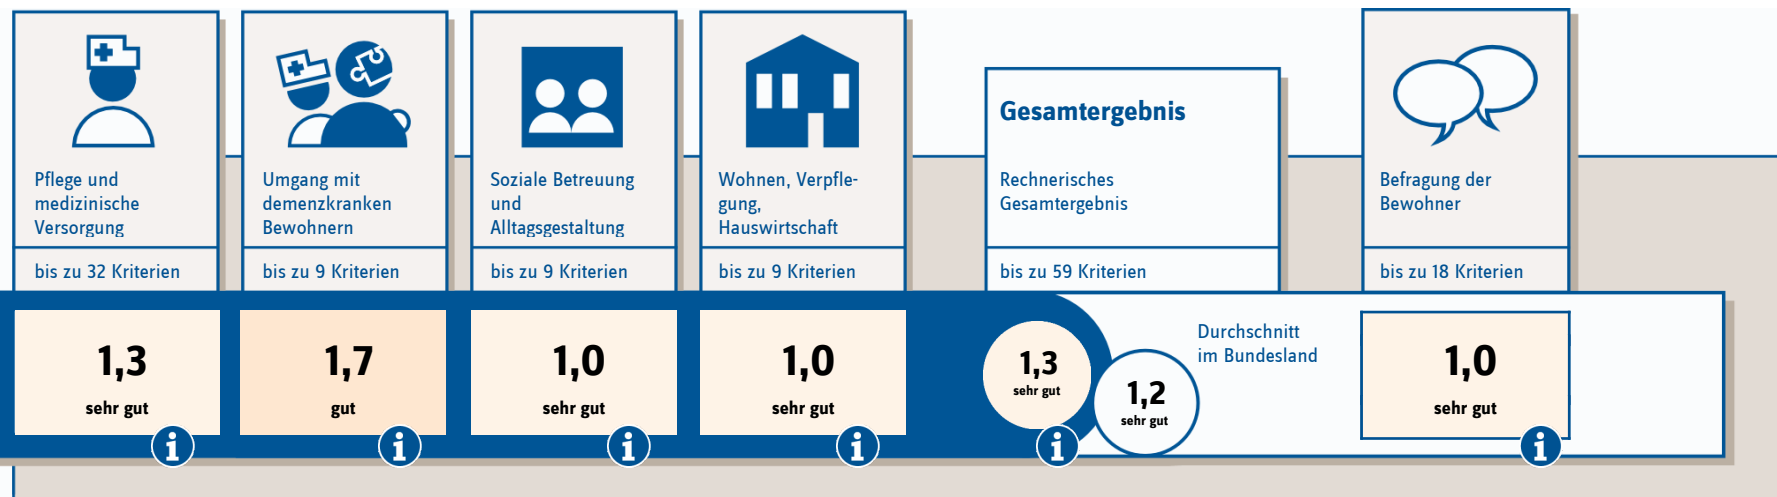 Pflege und
medizinische
Versorgung
bis zu 32 Kriterien
1,3
sehr gut
Umgang mit
demenzkranken
Bewohnern
bis zu 9 Kriterien
1,7
gut
Soziale Betreuung
und
Alltagsgestaltung
bis zu 9 Kriterien
1,0
sehr gut
Wohnen, Verpfle-
gung,
Hauswirtschaft
bis zu 9 Kriterien
1,0
sehr gut
Gesamtergebnis
Rechnerisches
Gesamtergebnis
bis zu 59 Kriterien
1,3
sehr gut
1,2
sehr gut
Durchschnitt
im Bundesland
Befragung der
Bewohner
bis zu 18 Kriterien
1,0
sehr gut